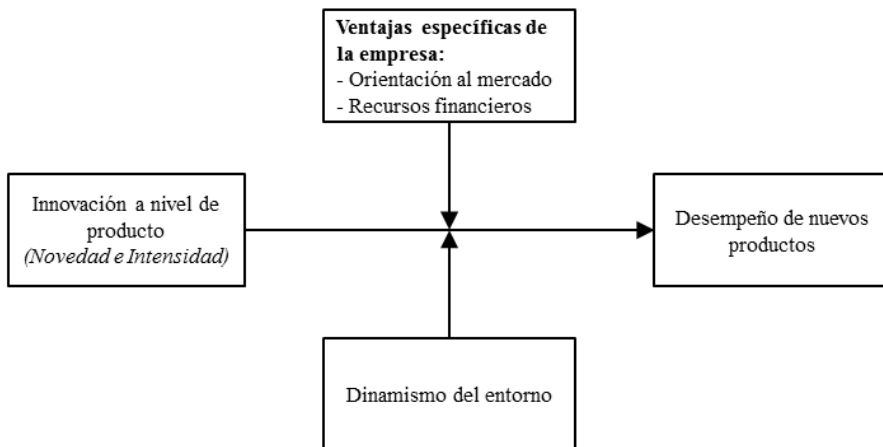 Ventajas específicas de
la empresa:
- Orientación al mercado
- Recursos financieros
Innovación a nivel de
producto
(Novedad e Intensidad)
Desempeño de nuevos
productos
Dinamismo del entorno